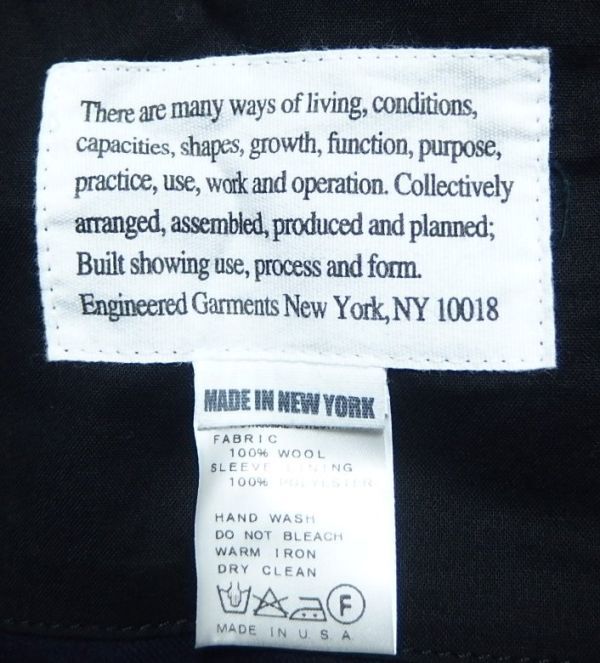 There are many ways of living, conditions,
capacities, shapes, growth, function, purpose,
practice, use, work and operation. Collectively
arranged, assembled, produced and planned;
Built showing use, process and form.
Engineered Garments New York, NY 10018
MADE IN NEW YORK
FABRIC
100% WOOL
SLEEVE LINING
100% POLYESTER
HAND WASH
DO NOT BLEACH
WARM IRON
DRY CLEAN
F
MADE IN U.S.A